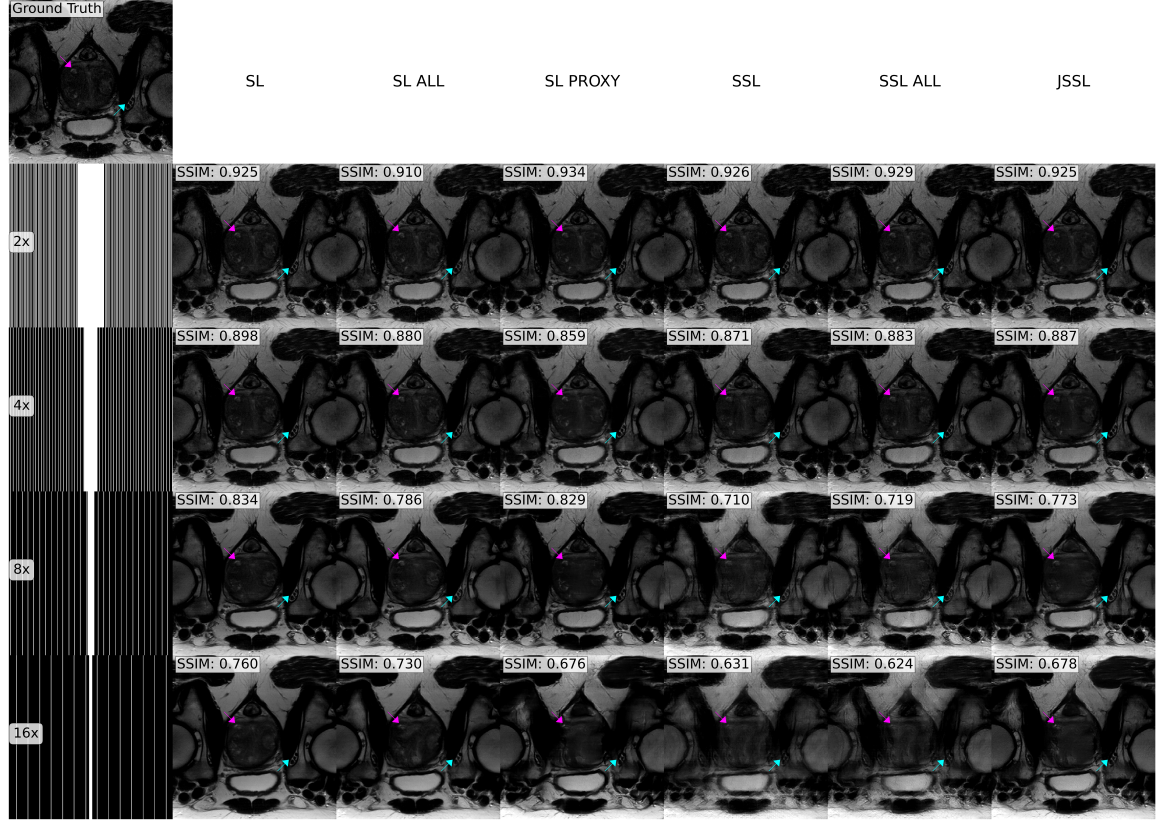 Ground Truth
SL
SL ALL
SL PROXY
SSL
SSL ALL
JSSL
2x
SSIM: 0.925
SSIM: 0.910
SSIM: 0.934
SSIM: 0.926
SSIM: 0.929
SSIM: 0.925
4x
SSIM: 0.898
SSIM: 0.880
SSIM: 0.859
SSIM: 0.871
SSIM: 0.883
SSIM: 0.887
8x
SSIM: 0.834
SSIM: 0.786
SSIM: 0.829
SSIM: 0.710
SSIM: 0.719
SSIM: 0.773
16x
SSIM: 0.760
SSIM: 0.730
SSIM: 0.676
SSIM: 0.631
SSIM: 0.624
SSIM: 0.678